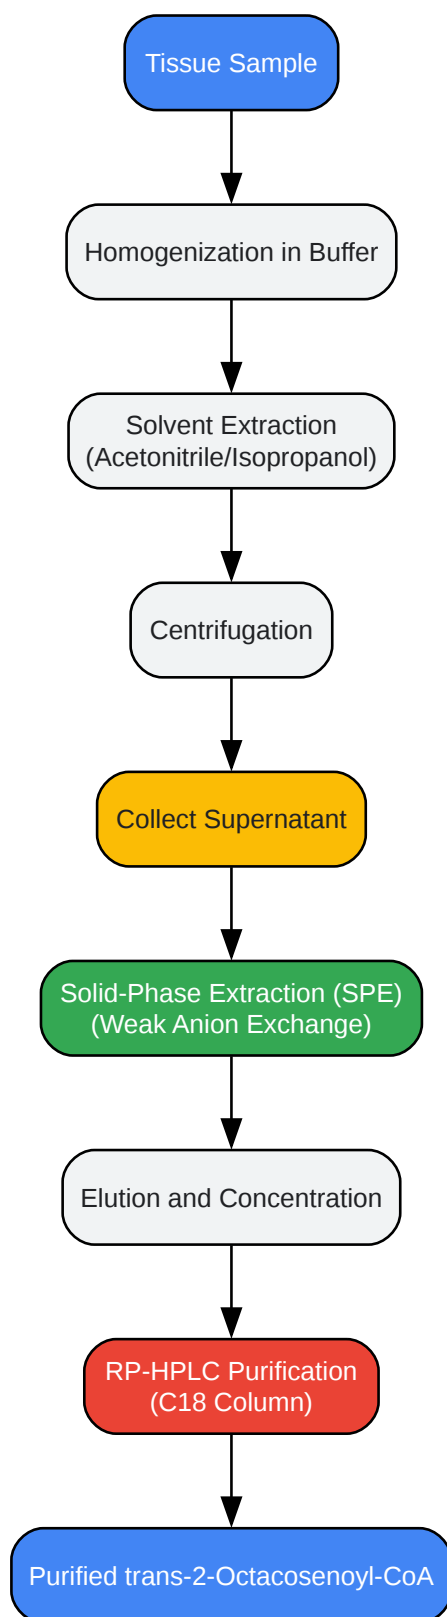 Tissue Sample
Homogenization in Buffer
Solvent Extraction
(Acetonitrile/Isopropanol)
Centrifugation
Collect Supernatant
Solid-Phase Extraction (SPE)
(Weak Anion Exchange)
Elution and Concentration
RP-HPLC Purification
(C18 Column)
Purified trans-2-Octacosenoyl-CoA